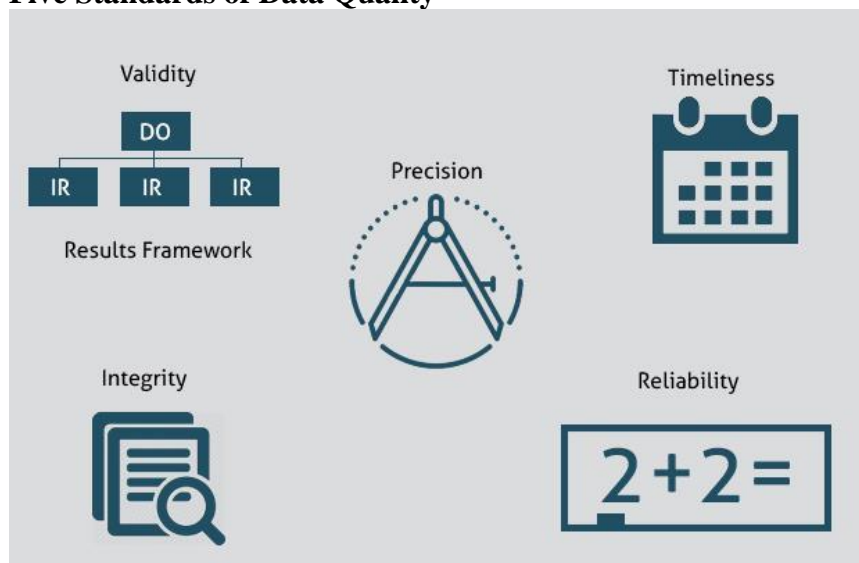 Five Standards of Data Quality
Validity
DO
IR IR IR
Results Framework
Precision
Timeliness
Integrity
Reliability
2+2=